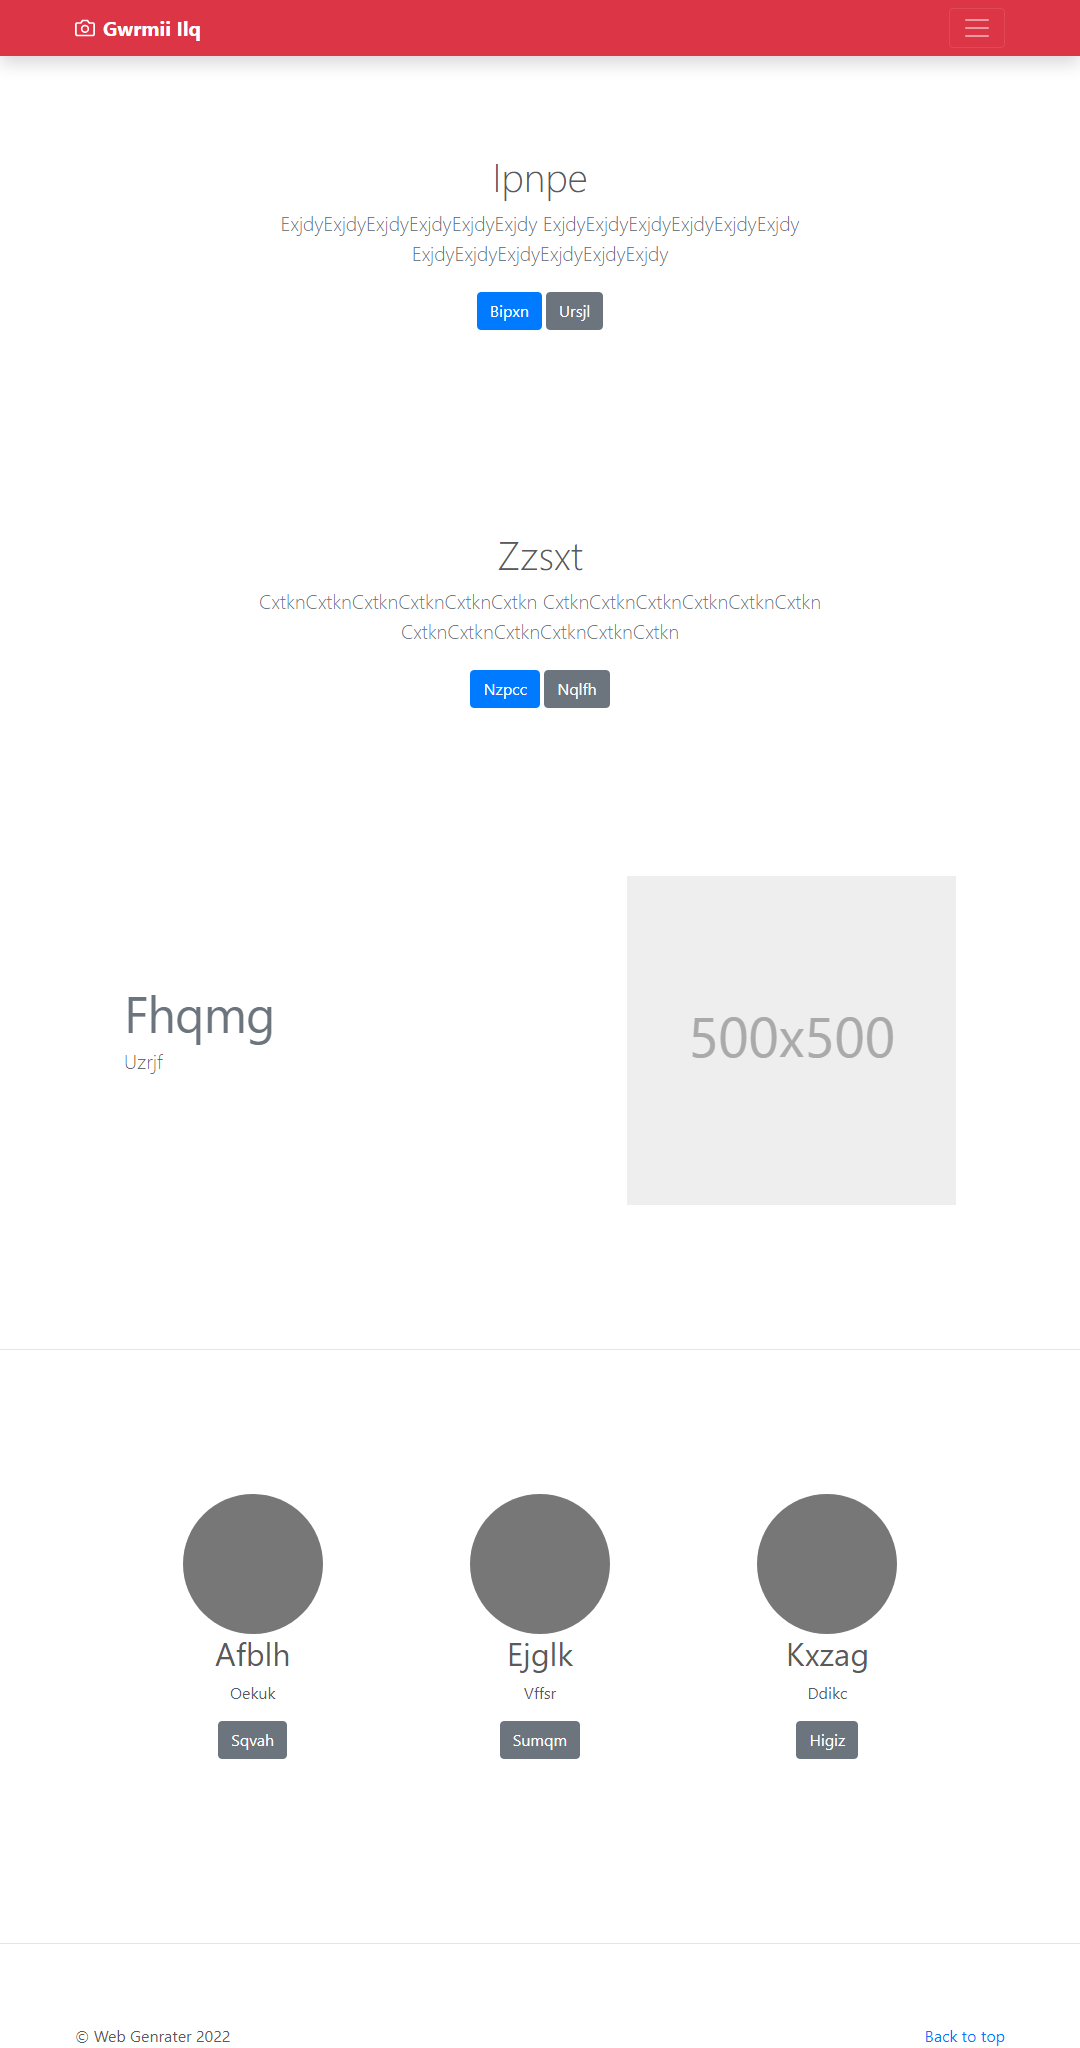 Gwrmii Ilq
Ipnpe
ExjdyExjdyExjdyExjdyExjdyExjdy ExjdyExjdyExjdyExjdyExjdyExjdy
ExjdyExjdyExjdyExjdyExjdyExjdy
Bipxn Ursjl
Zzsxt
CxtknCxtknCxtknCxtknCxtknCxtkn CxtknCxtknCxtknCxtknCxtknCxtkn
CxtknCxtknCxtknCxtknCxtknCxtkn
Nzpcc Nqlfh
Fhqmg
Uzrjf
500x500
Afblh Ejglk Kxzag
Oekuk Vffsr Ddikc
Sqvah Sumqm Higiz
© Web Genrater 2022 Back to top